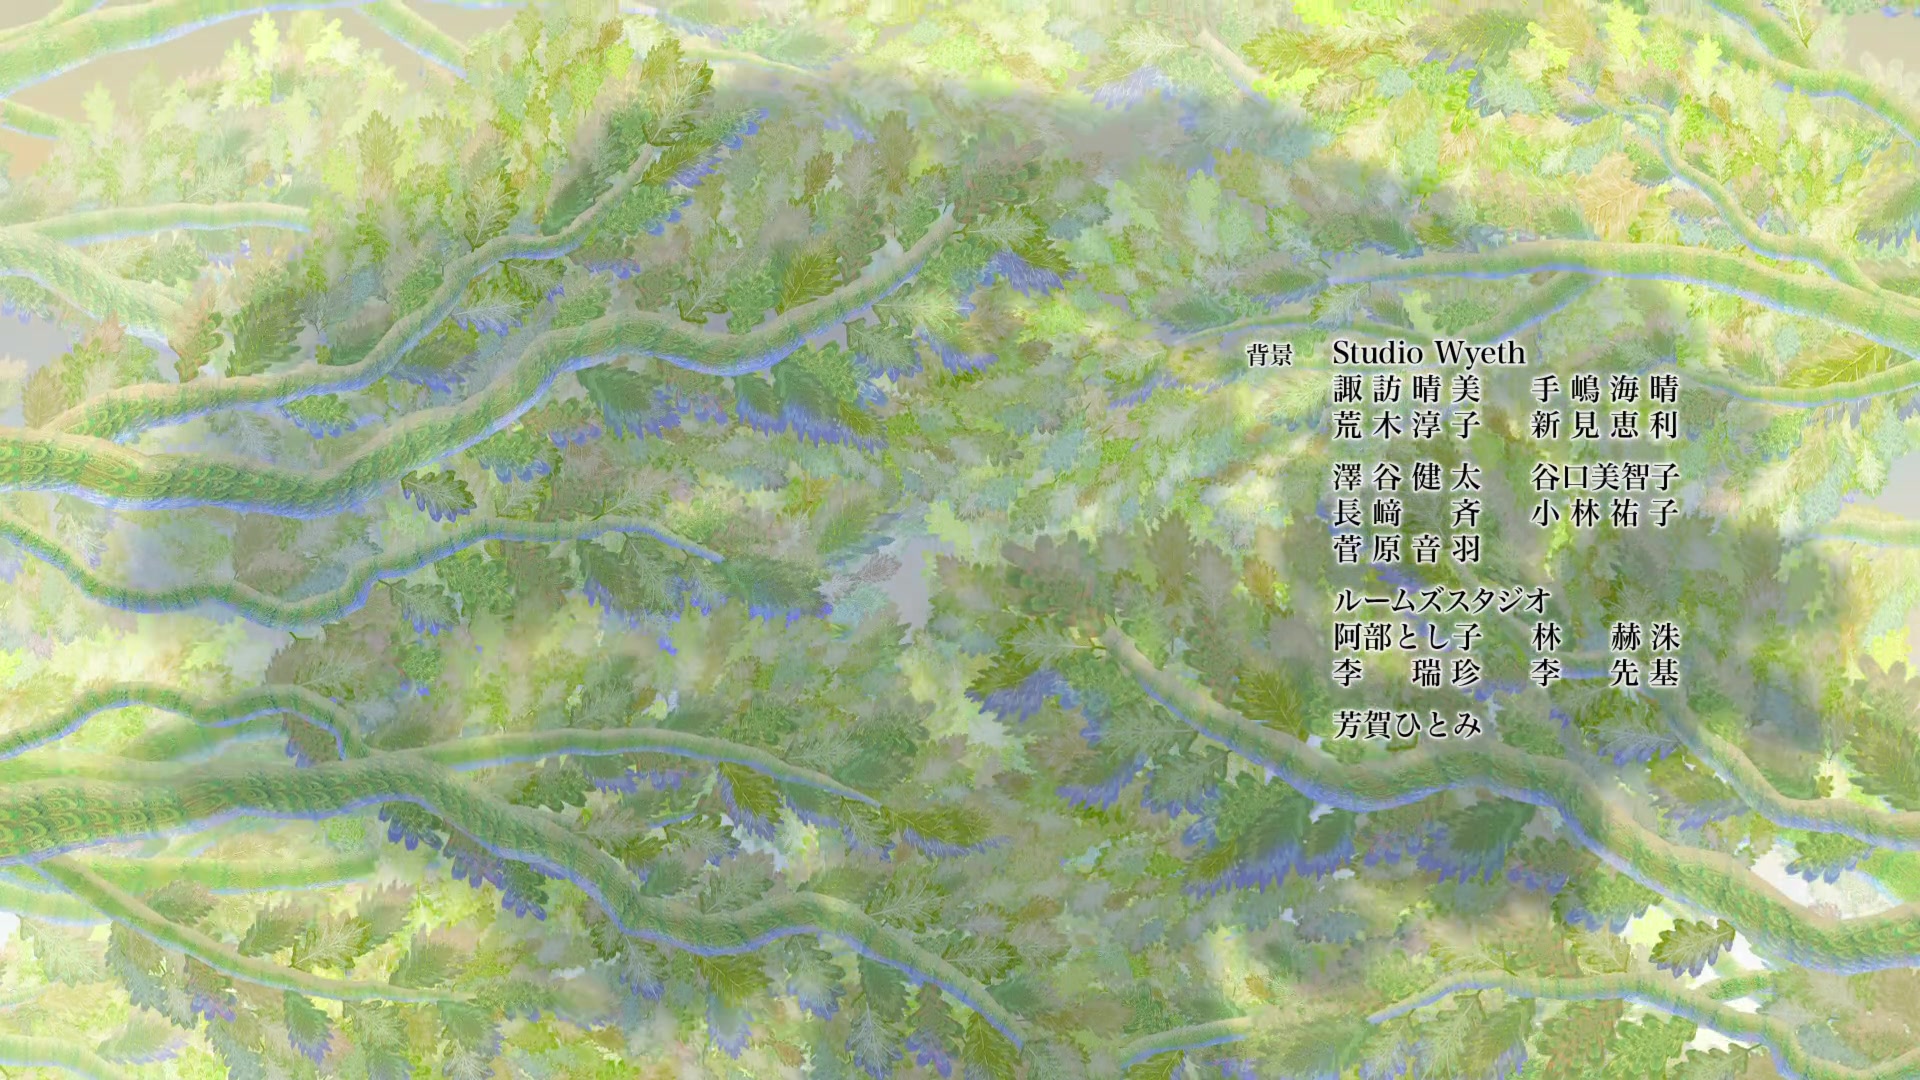 背景 Studio Wyeth
諏訪晴美 手嶋海晴
荒木淳子 新見恵利
澤谷健太 谷口美智子
長﨑 斉 小林祐子
菅原音羽
ルームズスタジオ
阿部とし子 林 赫洙
李 瑞珍 李 先基
芳賀ひとみ